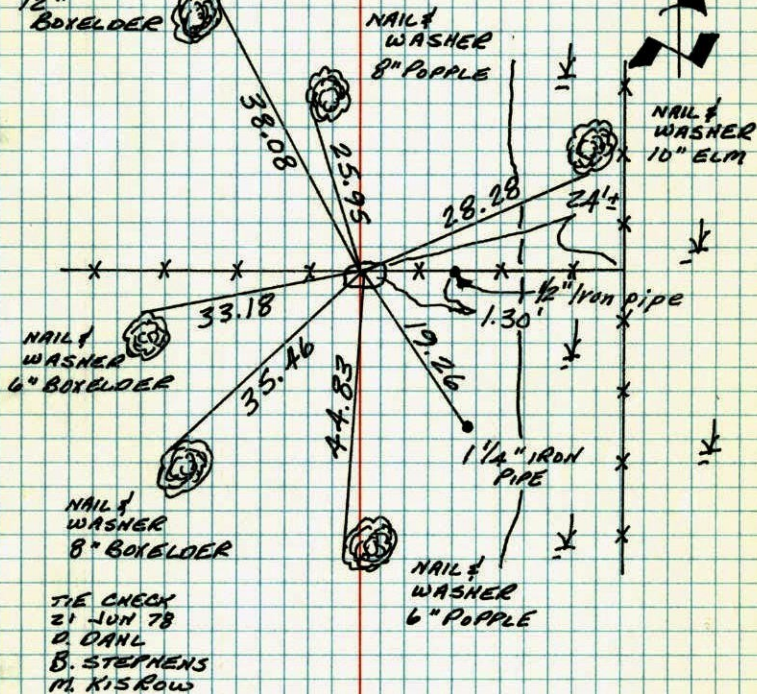 12"
BOXELDER
NAIL &
WASHER
8" POPPLE
NAIL &
WASHER
10" ELM
38.08
25.95
28.28
24'±
33.18
1/2" Iron pipe
1.30'
NAIL &
WASHER
6" BOXELDER
35.46
44.83
19.26
1 1/4" IRON
PIPE
NAIL &
WASHER
8" BOXELDER
NAIL &
WASHER
6" POPPLE
TIE CHECK
21 JUN 78
D. DAHL
B. STEPHENS
M. KISROW